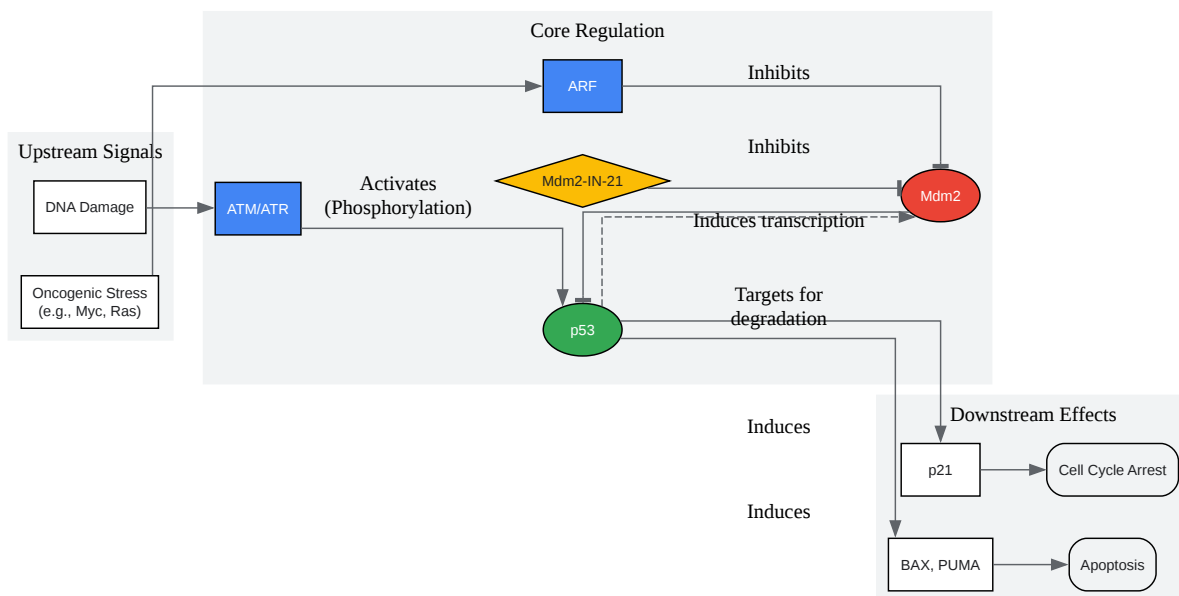 Core Regulation
ARF
Inhibits
Upstream Signals
DNA Damage
ATM/ATR
Activates
(Phosphorylation)
Inhibits
Mdm2-IN-21
Mdm2
Induces transcription
Oncogenic Stress
(e.g., Myc, Ras)
p53
Targets for
degradation
Downstream Effects
Induces
p21
Cell Cycle Arrest
Induces
BAX, PUMA
Apoptosis